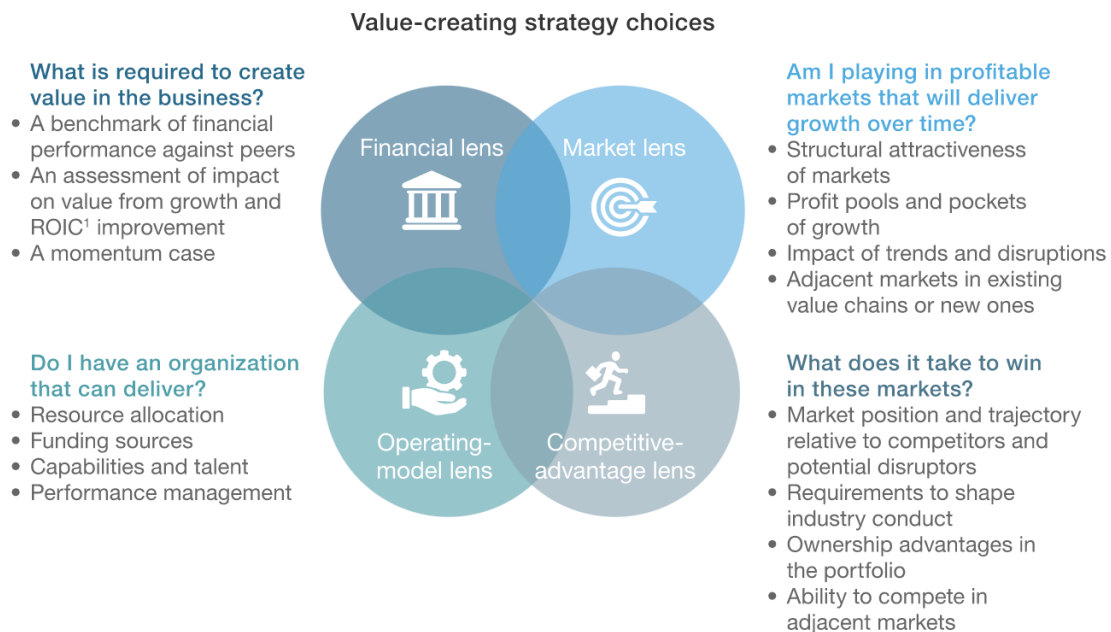 Value-creating strategy choices
What is required to create
value in the business?
• A benchmark of financial
performance against peers
• An assessment of impact
on value from growth and
ROIC¹ improvement
• A momentum case
Financial lens
Market lens
Am I playing in profitable
markets that will deliver
growth over time?
• Structural attractiveness
of markets
• Profit pools and pockets
of growth
• Impact of trends and disruptions
• Adjacent markets in existing
value chains or new ones
Do I have an organization
that can deliver?
• Resource allocation
• Funding sources
• Capabilities and talent
• Performance management
Operating-
model lens
Competitive-
advantage lens
What does it take to win
in these markets?
• Market position and trajectory
relative to competitors and
potential disruptors
• Requirements to shape
industry conduct
• Ownership advantages in
the portfolio
• Ability to compete in
adjacent markets